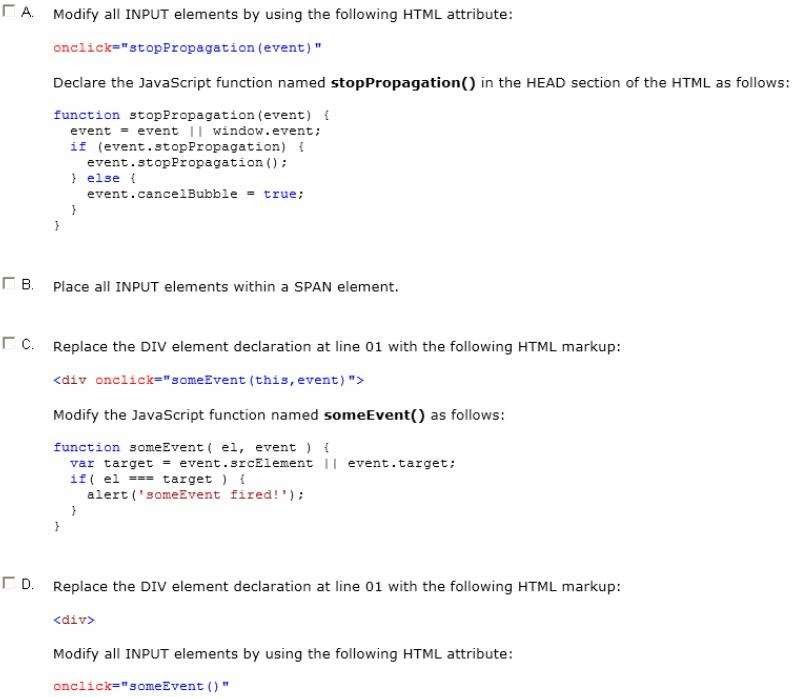 A. Modify all INPUT elements by using the following HTML attribute:
onclick="stopPropagation(event)"
Declare the JavaScript function named stopPropagation() in the HEAD section of the HTML as follows:
function stopPropagation(event) {
event = event || window.event;
if (event.stopPropagation) {
event.stopPropagation();
} else {
event.cancelBubble = true;
}
}
B. Place all INPUT elements within a SPAN element.
C. Replace the DIV element declaration at line 01 with the following HTML markup:
<div onclick="someEvent(this,event)">
Modify the JavaScript function named someEvent() as follows:
function someEvent( el, event ) {
var target = event.srcElement || event.target;
if( el === target ) {
alert('someEvent fired!');
}
}
D. Replace the DIV element declaration at line 01 with the following HTML markup:
<div>
Modify all INPUT elements by using the following HTML attribute:
onclick="someEvent()"